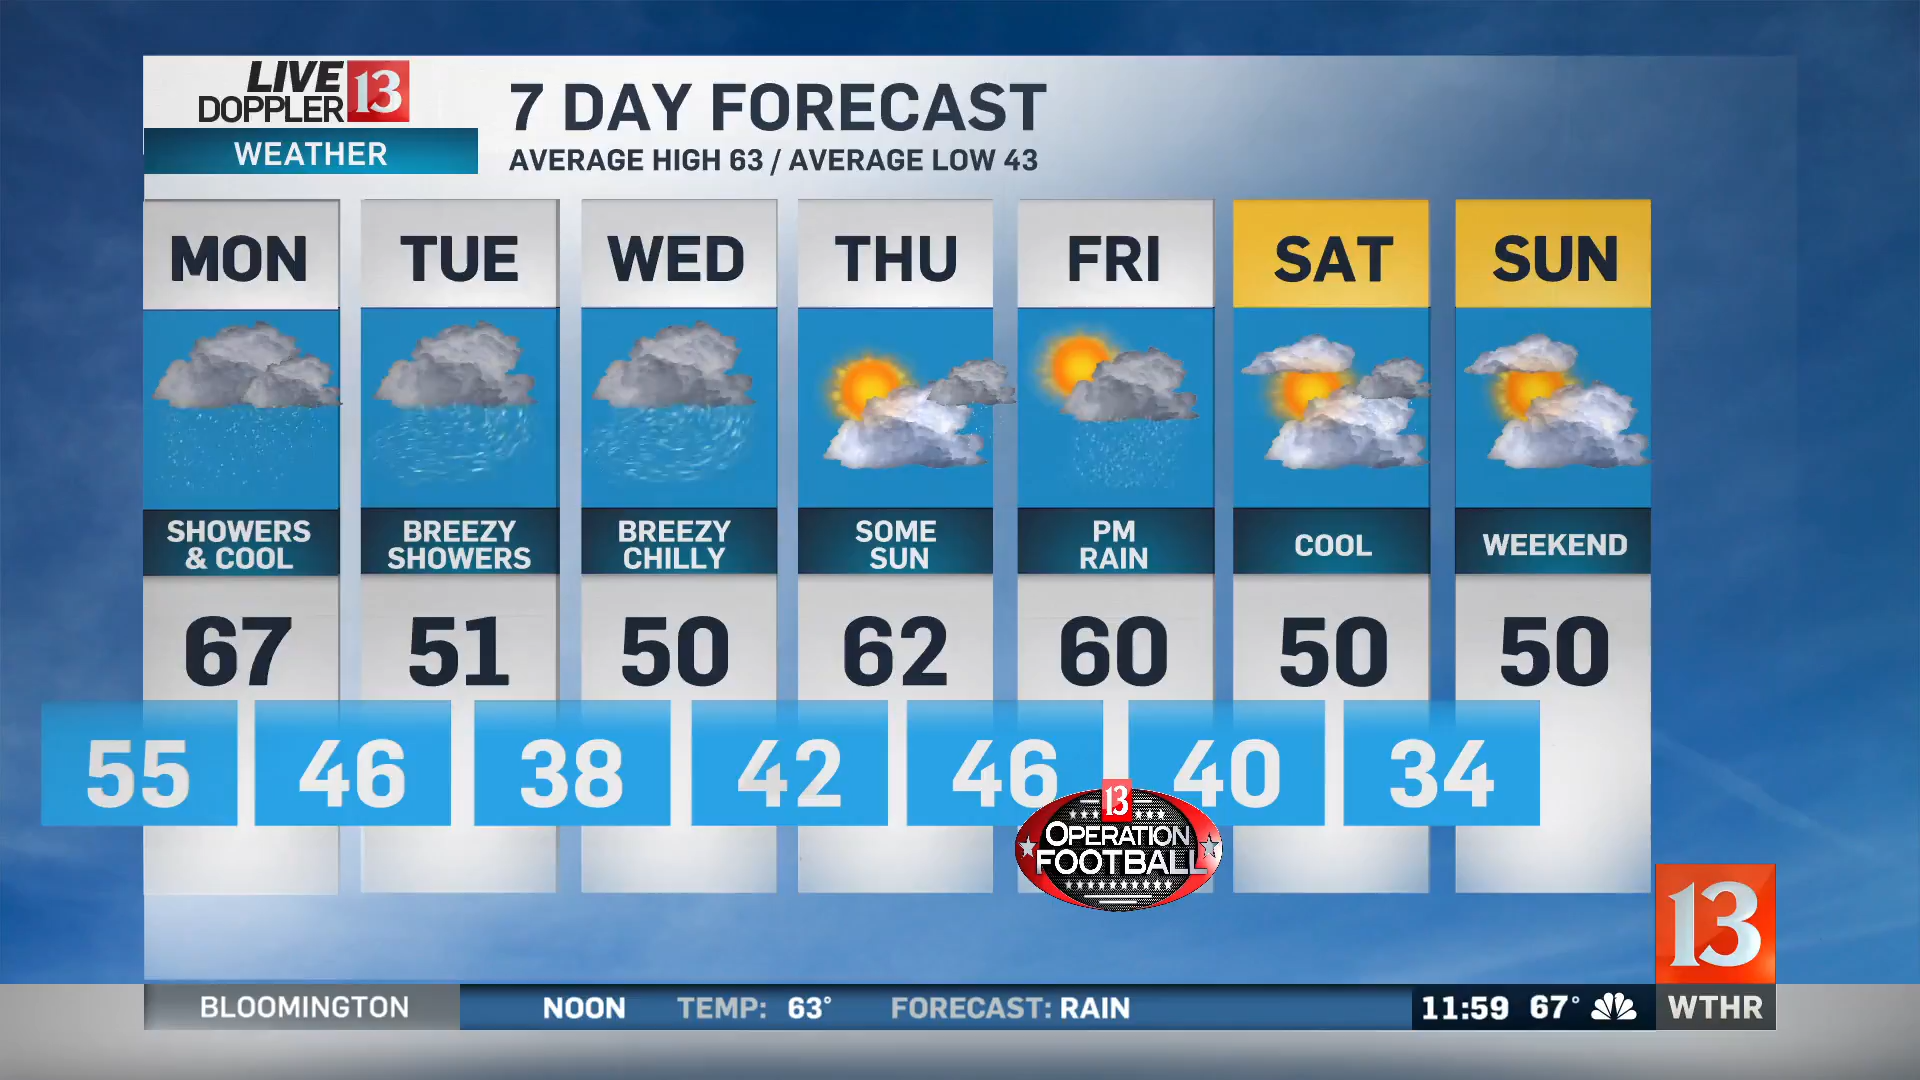 LIVE
DOPPLER 13
WEATHER
7 DAY FORECAST
AVERAGE HIGH 63 / AVERAGE LOW 43
MON TUE WED THU FRI SAT SUN
SHOWERS & COOL
BREEZY SHOWERS
BREEZY CHILLY
SOME SUN
PM RAIN
COOL
WEEKEND
67 51 50 62 60 50 50
55 46 38 42 46 40 34
13
OPERATION
FOOTBALL
13
BLOOMINGTON NOON TEMP: 63° FORECAST: RAIN 11:59 67° WTHR